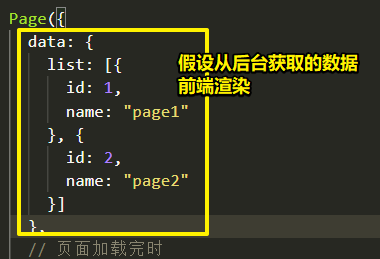 Page({
data: {
list: [{
id: 1,
name: "page1"
}, {
id: 2,
name: "page2"
}]
},
// 页面加载完时
假设从后台获取的数据
前端渲染